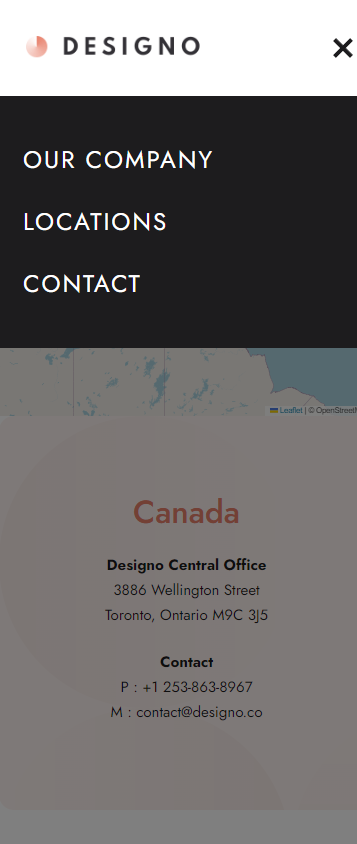 DESIGNO
OUR COMPANY
LOCATIONS
CONTACT
Leaflet | © OpenStreetM
Canada
Designo Central Office
3886 Wellington Street
Toronto, Ontario M9C 3J5
Contact
P : +1 253-863-8967
M : contact@designo.co